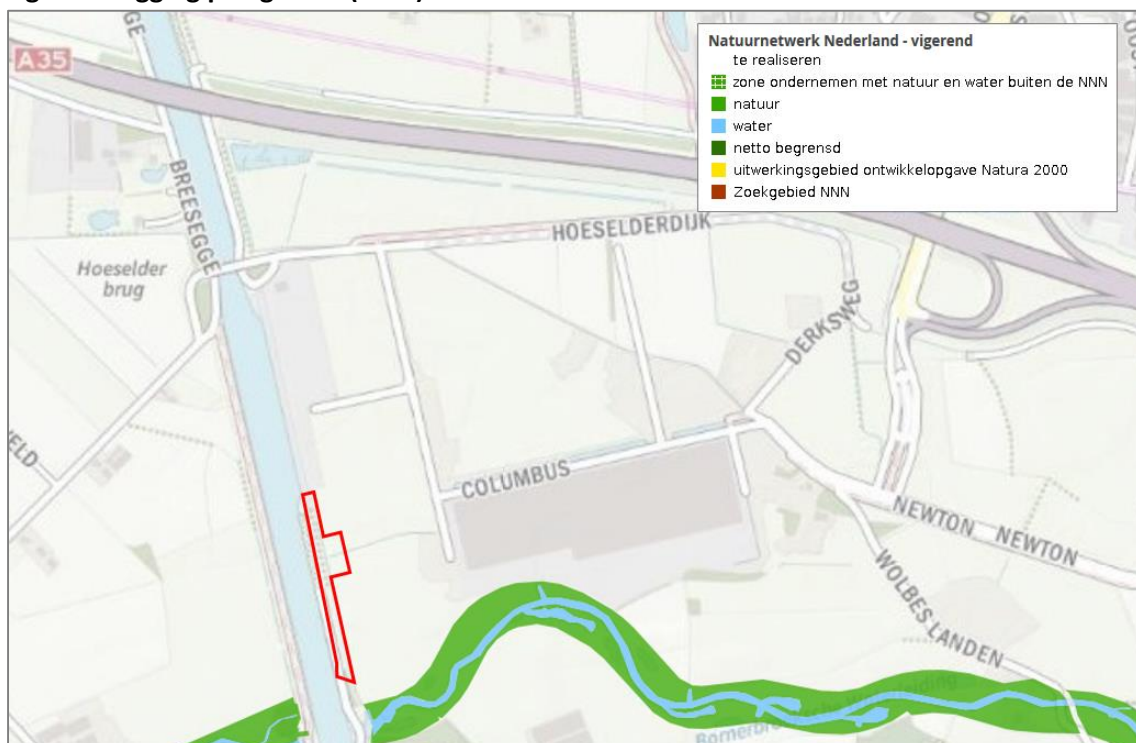 Natuurnetwerk Nederland - vigerend
te realiseren
zone ondernemen met natuur en water buiten de NNN
natuur
water
netto begrensd
uitwerkingsgebied ontwikkelopgave Natura 2000
Zoekgebied NNN
A35
BREESEGGE
HOESELDERDIJK
Hoeselder
brug
DERKSWEG
COLUMBUS
NEWTON NEWTON
WOLBES LANDEN